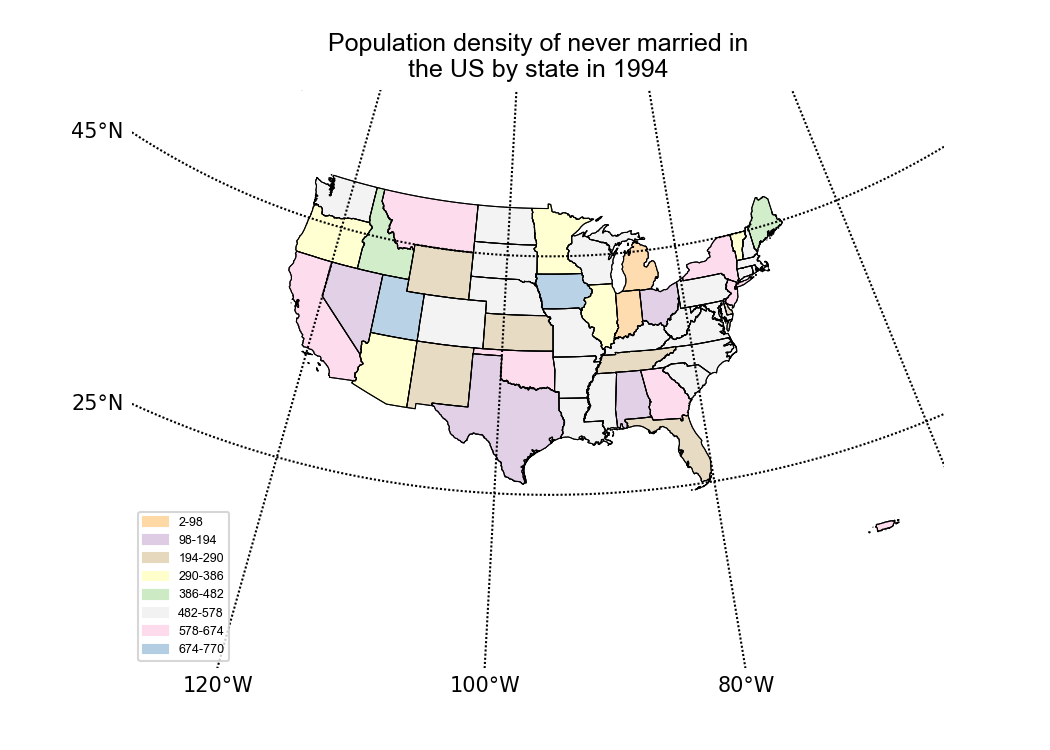 Population density of never married in
the US by state in 1994
45°N
25°N
2-98
98-194
194-290
290-386
386-482
482-578
578-674
674-770
120°W
100°W
80°W